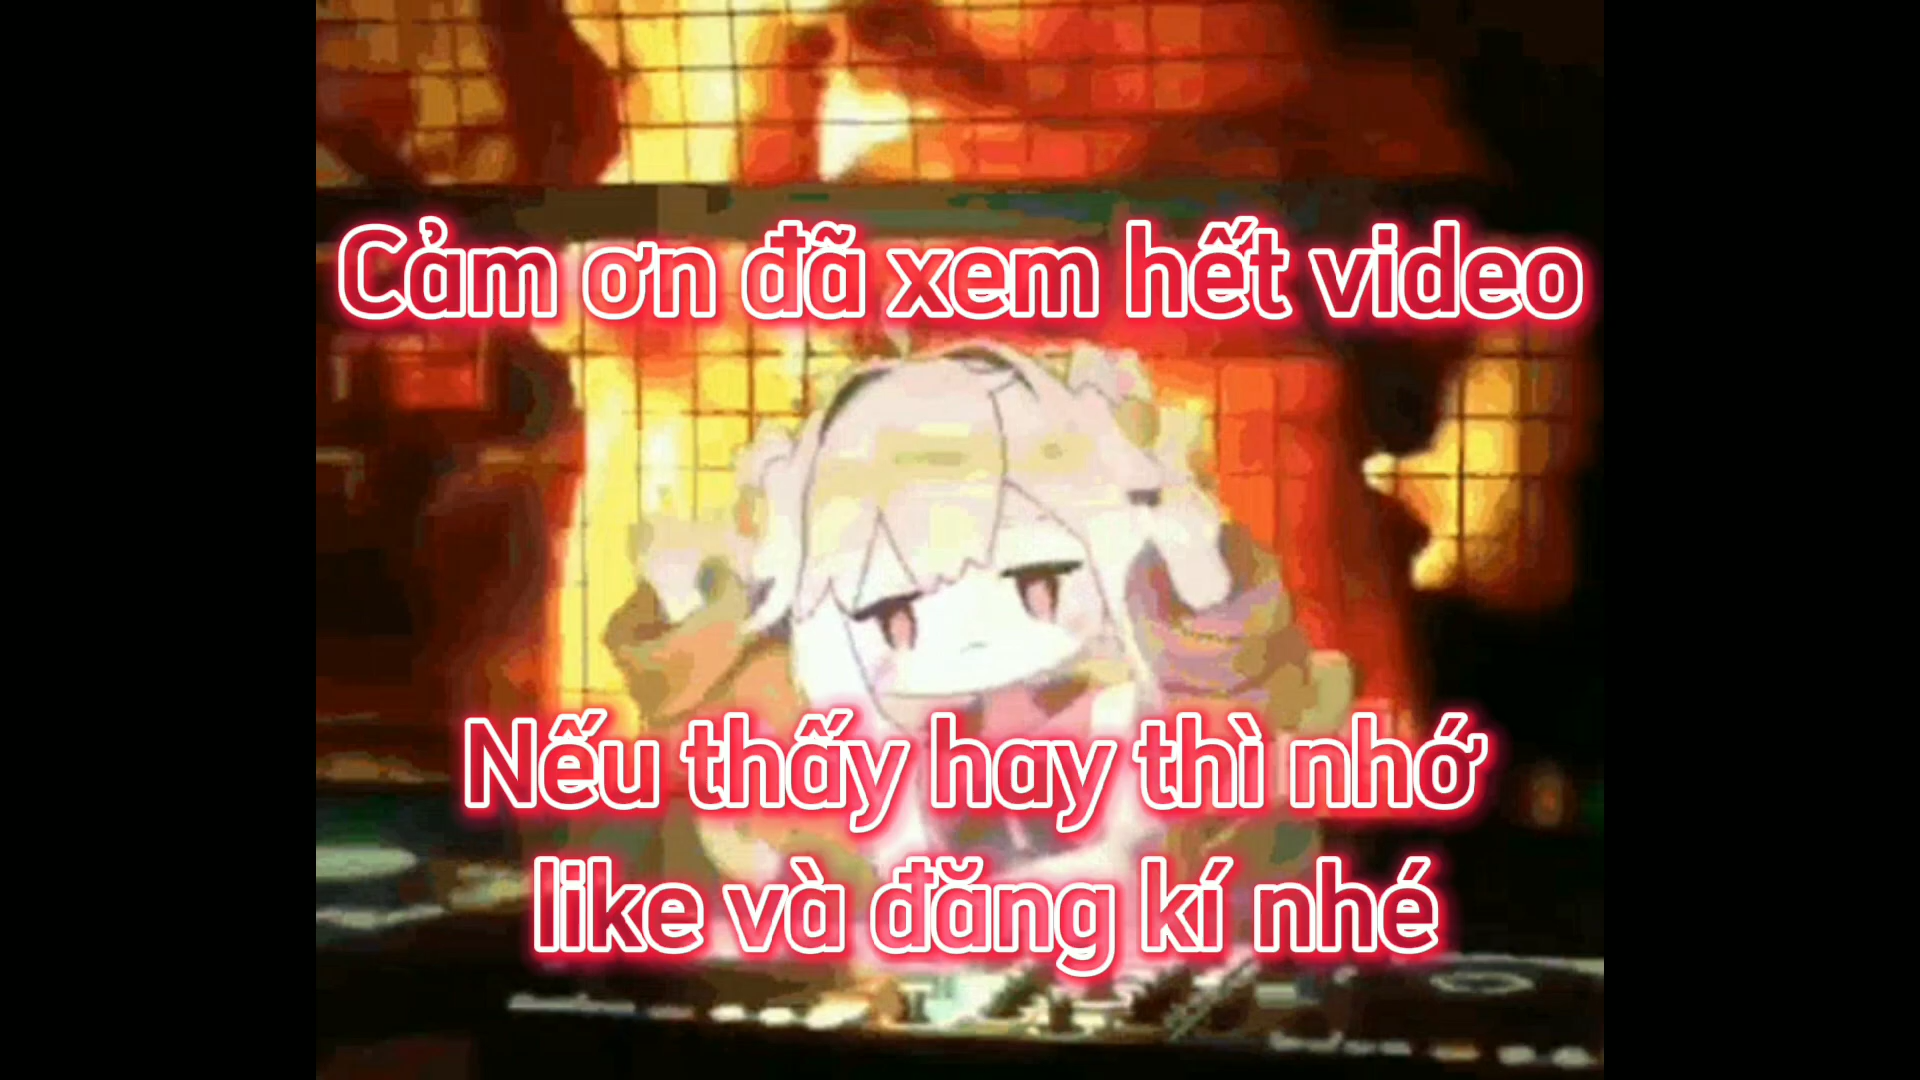 Cảm ơn đã xem hết video
Nếu thấy hay thì nhớ
like và đăng kí nhé